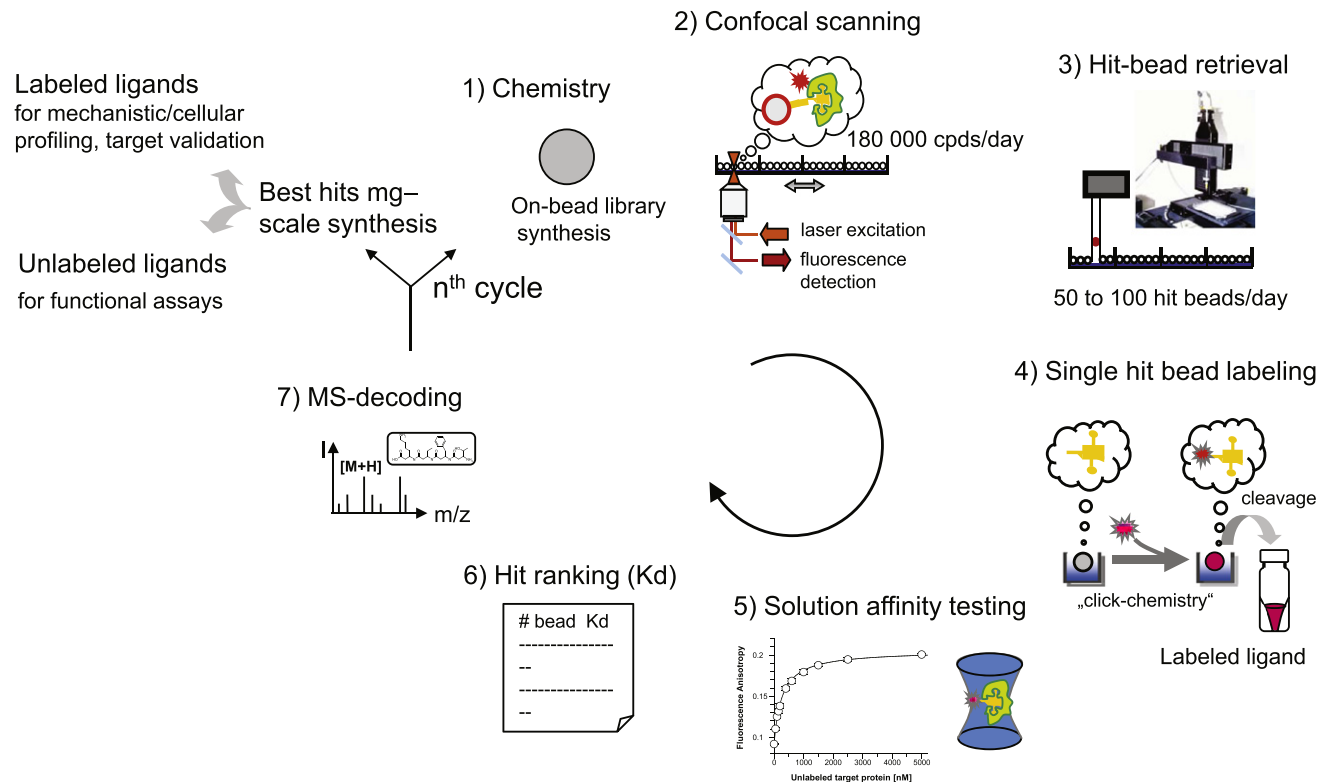 2) Confocal scanning
180 000 cpds/day
laser excitation
fluorescence
detection
3) Hit-bead retrieval
50 to 100 hit beads/day
Labeled ligands
for mechanistic/cellular
profiling, target validation
1) Chemistry
On-bead library
synthesis
Best hits mg–
scale synthesis
Unlabeled ligands
for functional assays
nth cycle
4) Single hit bead labeling
cleavage
„click-chemistry“
Labeled ligand
7) MS-decoding
I
[M+H]
m/z
6) Hit ranking (Kd)
# bead Kd
-----------------
--
-----------------
--
5) Solution affinity testing
Fluorescence Anisotropy
0.2
0.15
0.1
0 1000 2000 3000 4000 5000
Unlabeled target protein [nM]